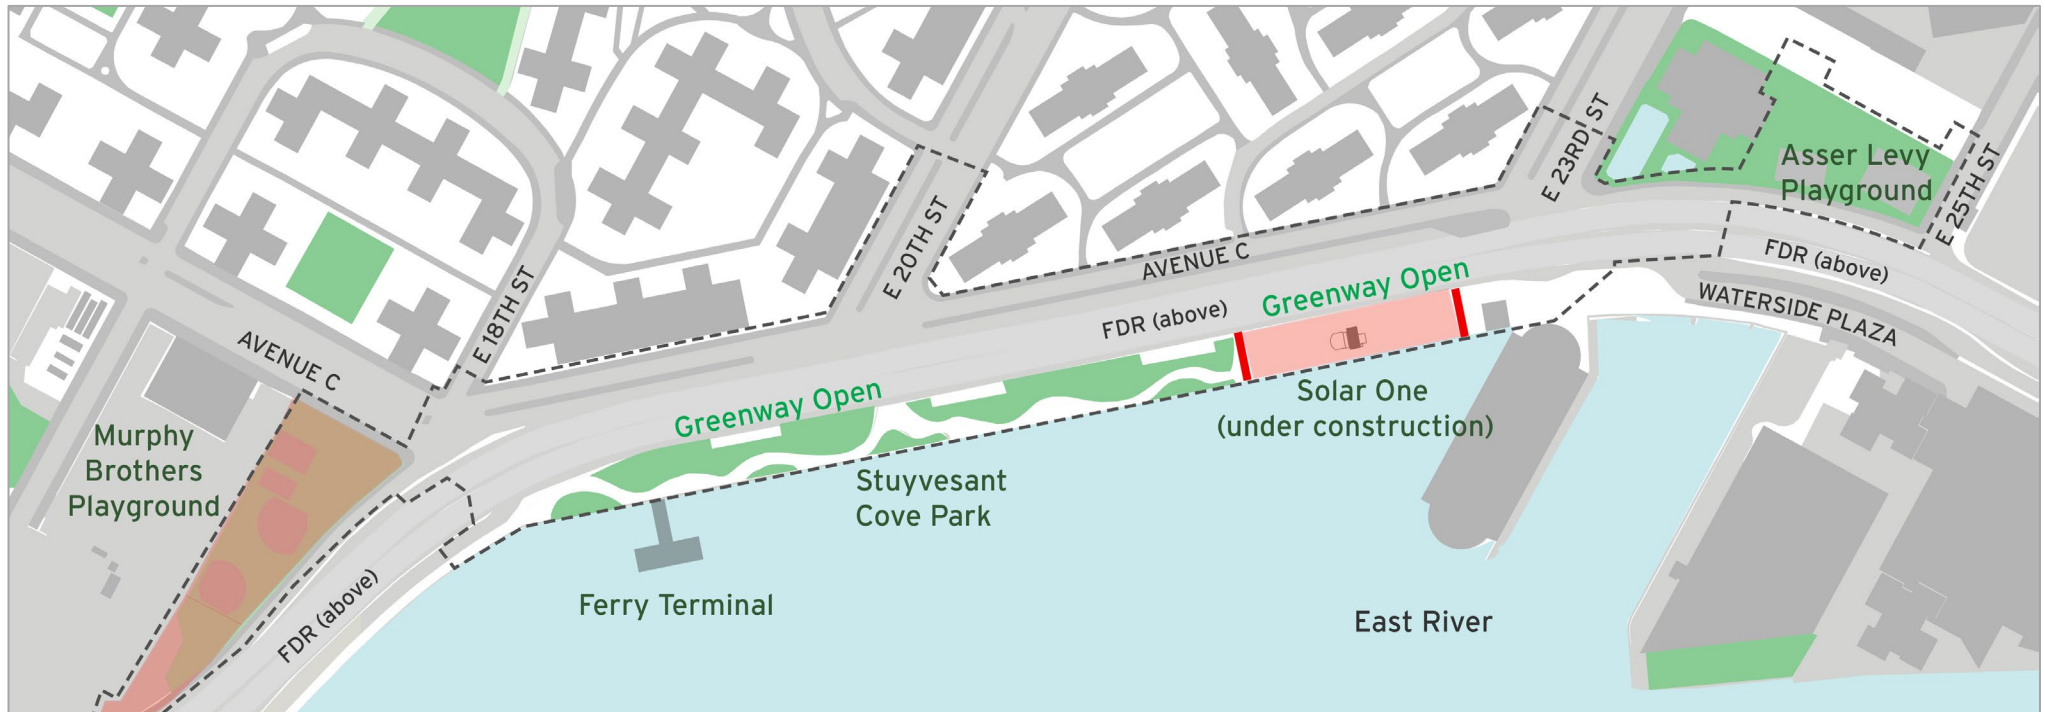 E 23RD ST
Asser Levy
Playground
E 25TH ST
E 20TH ST
AVENUE C
FDR (above)
Greenway Open
FDR (above)
WATERSIDE PLAZA
E 18TH ST
AVENUE C
Greenway Open
Solar One
(under construction)
Murphy
Brothers
Playground
Stuyvesant
Cove Park
FDR (above)
Ferry Terminal
East River